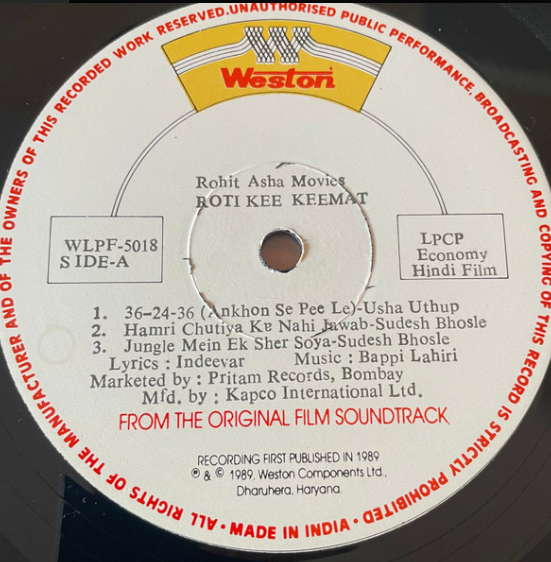 ALL RIGHTS OF THE MANUFACTURER AND OF THE OWNERS OF THIS RECORDED WORK RESERVED. UNAUTHORISED PUBLIC PERFORMANCE, BROADCASTING AND COPYING OF THIS RECORD IS STRICTLY PROHIBITED • MADE IN INDIA •
W
Weston
Rohit Asha Movies
ROTI KEE KEEMAT
WLPF-5018
SIDE-A
LPCP
Economy
Hindi Film
1. 36-24-36 (Ankhon Se Pee Le)-Usha Uthup
2. Hamri Chutiya Ke Nahi Jawab-Sudesh Bhosle
3. Jungle Mein Ek Sher Soya-Sudesh Bhosle
Lyrics : Indeevar Music : Bappi Lahiri
Marketed by : Pritam Records, Bombay
Mfd. by : Kapco International Ltd.
FROM THE ORIGINAL FILM SOUNDTRACK
RECORDING FIRST PUBLISHED IN 1989
℗ & © 1989, Weston Components Ltd.,
Dharuhera, Haryana.